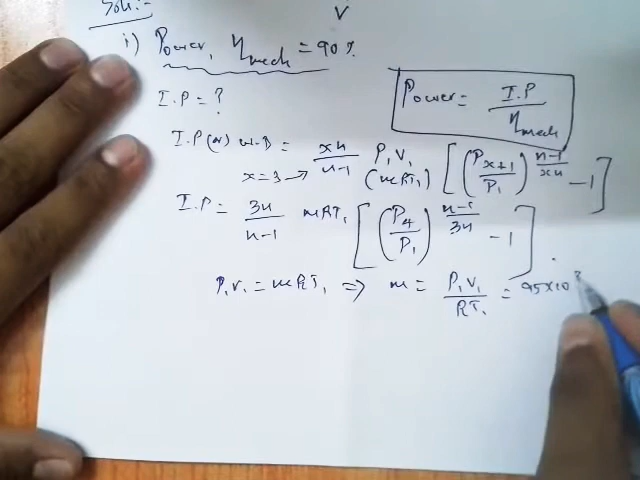 Soln:-
V
i) Power, ηmech = 90%
I.P = ?
Power = I.P / ηmech
I.P (or) W.D = xn/n-1 P₁V₁ [(Px+1/P₁)^n-1/xn - 1]
x=3 → (mRT₁)
I.P = 3n/n-1 mRT₁ [(P₄/P₁)^n-1/3n - 1]
P₁V₁ = mRT₁ ⇒ m = P₁V₁/RT₁ = 95×10³